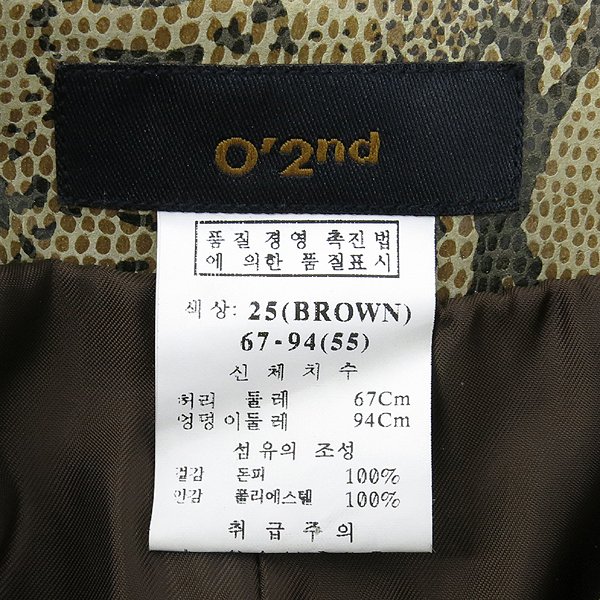 O'2nd
품질경영 촉진법
에 의한 품질표시
색상: 25(BROWN)
67-94(55)
신체치수
허리 둘레 67Cm
엉덩이둘레 94Cm
섬유의 조성
겉감 돈피 100%
안감 폴리에스텔 100%
취급주의